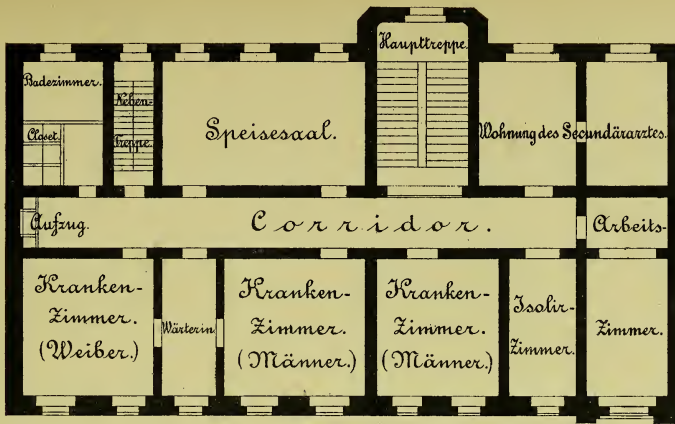 Haupttreppe.
Badezimmer.
Neben-
Treppe.
Closet.
Speisesaal.
Wohnung des Secundärarztes.
Aufzug.
Corridor.
Arbeits-
Zimmer.
Kranken-
Zimmer.
(Weiber.)
Wärterin
Kranken-
Zimmer.
(Männer.)
Kranken-
Zimmer.
(Männer.)
Isolir-
Zimmer.